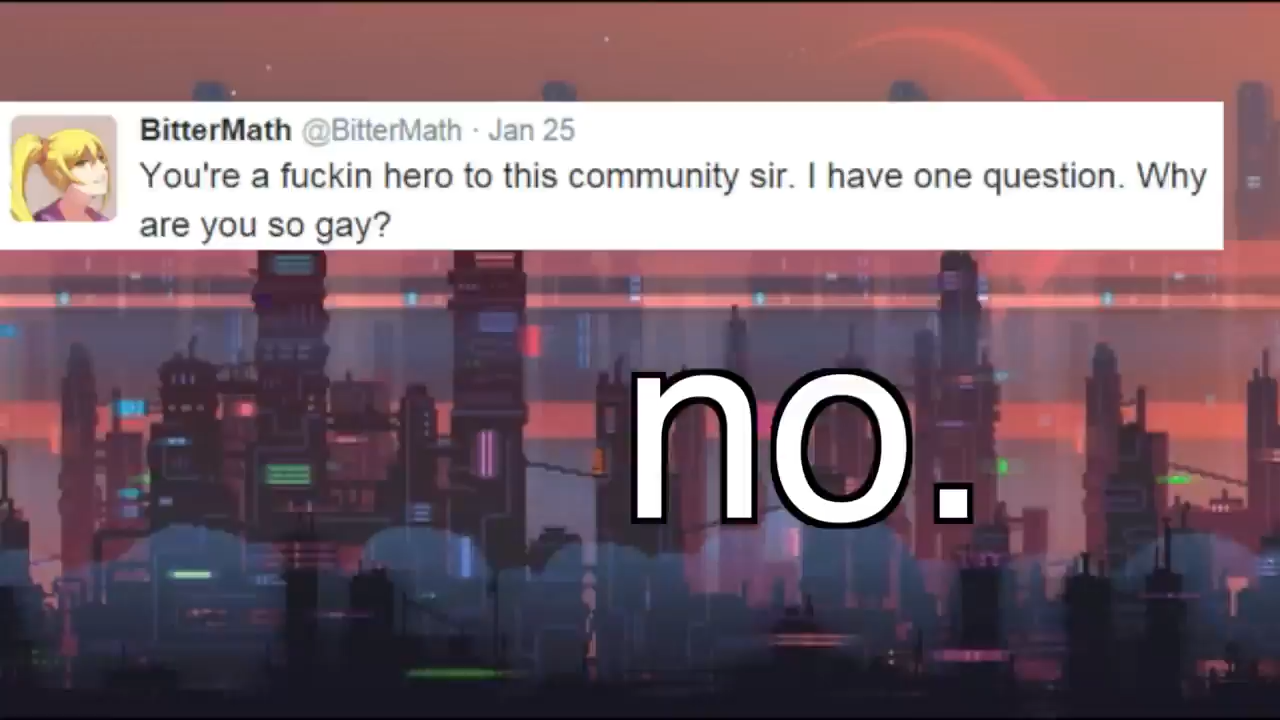 BitterMath @BitterMath · Jan 25
You're a fuckin hero to this community sir. I have one question. Why
are you so gay?
no.